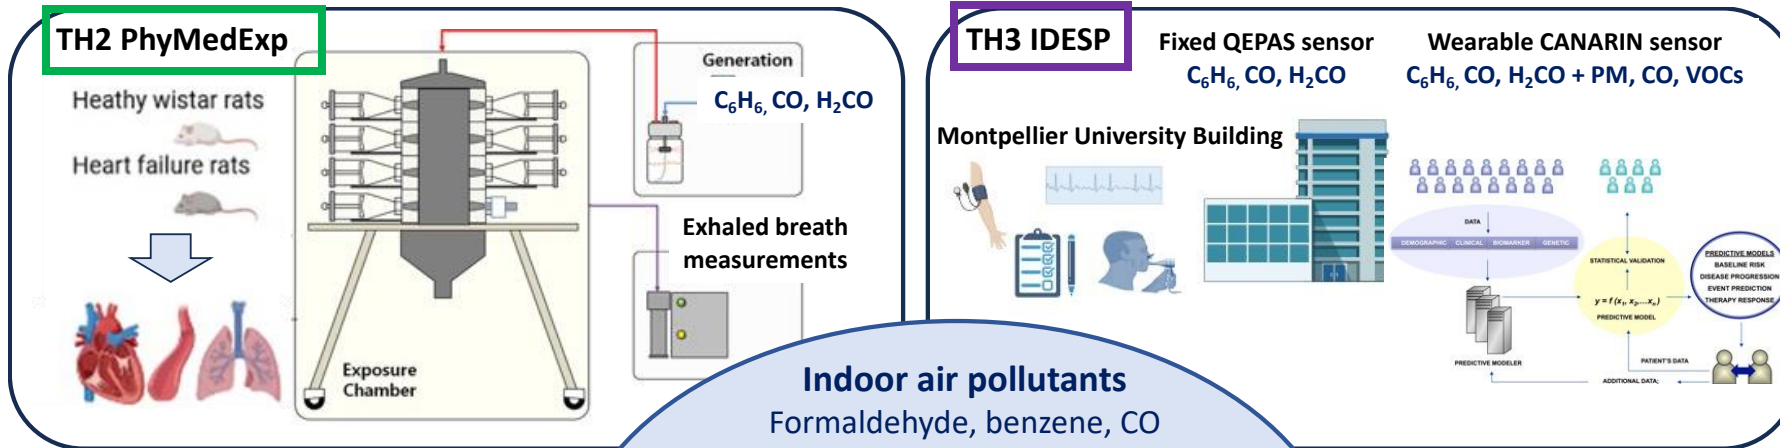 TH2 PhyMedExp
Heathy wistar rats
Heart failure rats
Generation
C₆H₆, CO, H₂CO
Exhaled breath
measurements
Exposure
Chamber
TH3 IDESP
Fixed QEPAS sensor
C₆H₆, CO, H₂CO
Wearable CANARIN sensor
C₆H₆, CO, H₂CO + PM, CO, VOCs
Montpellier University Building
DATA
DEMOGRAPHIC CLINICAL BIOMARKER GENETIC
STATISTICAL VALIDATION
y = f (x₁, x₂,...xₙ)
PREDICTIVE MODEL
PREDICTIVE MODELS
BASELINE RISK
DISEASE PROGRESSION
EVENT PREDICTION
THERAPY RESPONSE
PREDICTIVE MODELER
PATIENT'S DATA
ADDITIONAL DATA;
Indoor air pollutants
Formaldehyde, benzene, CO